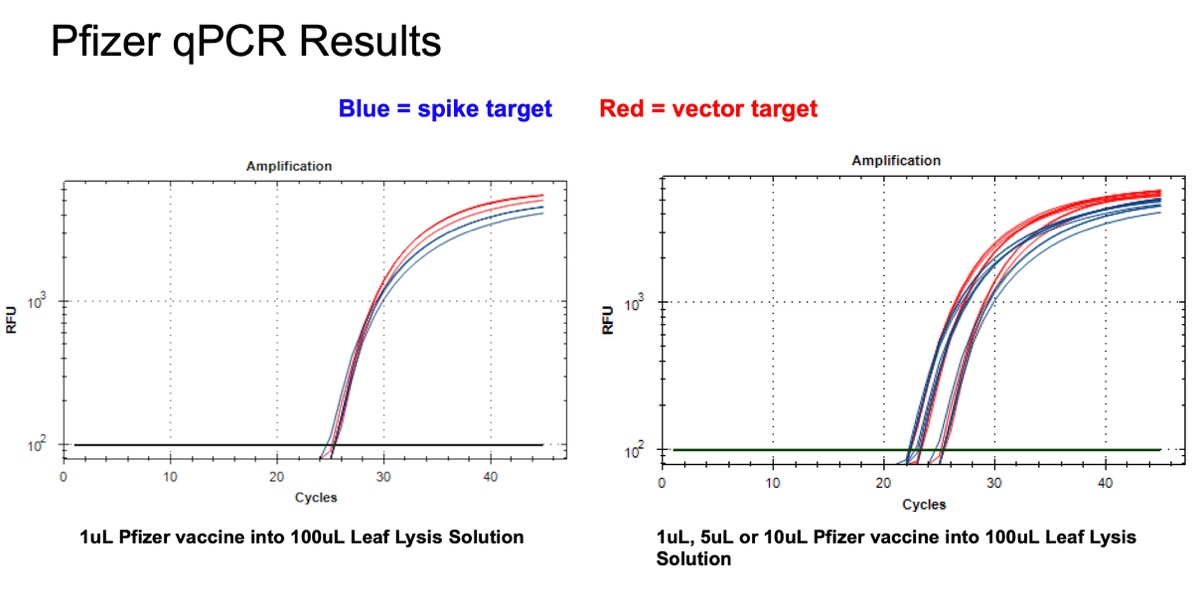 Pfizer qPCR Results
Blue = spike target Red = vector target
Amplification
RFU
10³
10²
0 10 20 30 40
Cycles
1uL Pfizer vaccine into 100uL Leaf Lysis Solution
Amplification
RFU
10³
10²
0 10 20 30 40
Cycles
1uL, 5uL or 10uL Pfizer vaccine into 100uL Leaf Lysis
Solution